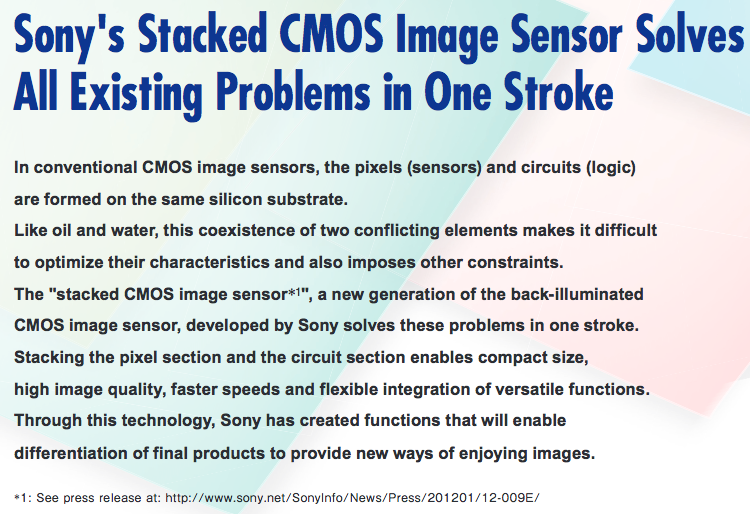 Sony's Stacked CMOS Image Sensor Solves
All Existing Problems in One Stroke
In conventional CMOS image sensors, the pixels (sensors) and circuits (logic)
are formed on the same silicon substrate.
Like oil and water, this coexistence of two conflicting elements makes it difficult
to optimize their characteristics and also imposes other constraints.
The "stacked CMOS image sensor*1", a new generation of the back-illuminated
CMOS image sensor, developed by Sony solves these problems in one stroke.
Stacking the pixel section and the circuit section enables compact size,
high image quality, faster speeds and flexible integration of versatile functions.
Through this technology, Sony has created functions that will enable
differentiation of final products to provide new ways of enjoying images.
*1: See press release at: http://www.sony.net/SonyInfo/News/Press/201201/12-009E/